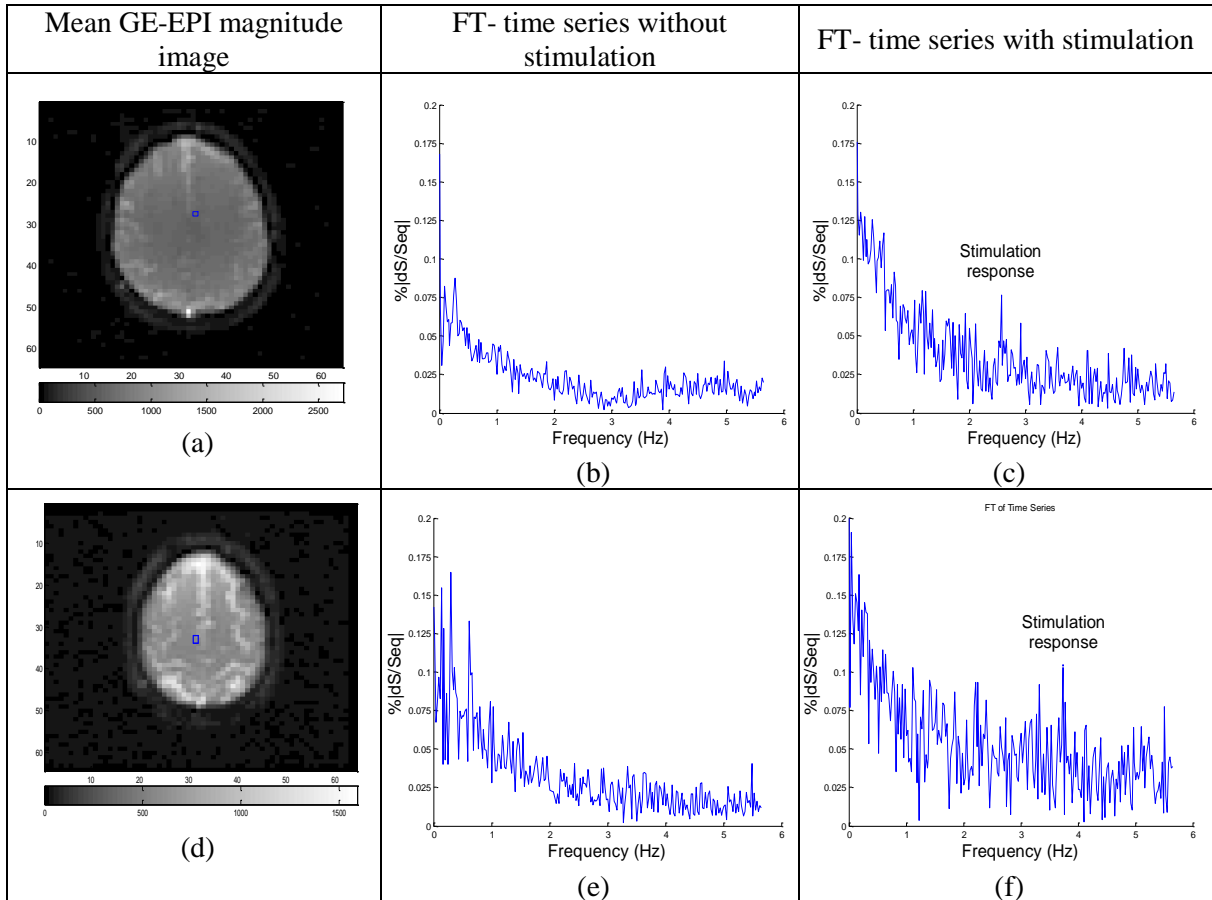 Mean GE-EPI magnitude
image
FT- time series without
stimulation
FT- time series with stimulation
10
20
30
40
50
60
10 20 30 40 50 60
0 500 1000 1500 2000 2500
(a)
0.2
0.175
0.15
0.125
0.1
0.075
0.05
0.025
0
%|dS/Seq|
0 1 2 3 4 5 6
Frequency (Hz)
(b)
0.2
0.175
0.15
0.125
0.1
0.075
0.05
0.025
0
%|dS/Seq|
Stimulation
response
0 1 2 3 4 5 6
Frequency (Hz)
(c)
10
20
30
40
50
60
10 20 30 40 50 60
0 500 1000 1500
(d)
0.2
0.175
0.15
0.125
0.1
0.075
0.05
0.025
0
%|dS/Seq|
0 1 2 3 4 5 6
Frequency (Hz)
(e)
FT of Time Series
0.2
0.175
0.15
0.125
0.1
0.075
0.05
0.025
0
%|dS/Seq|
Stimulation
response
0 1 2 3 4 5 6
Frequency (Hz)
(f)